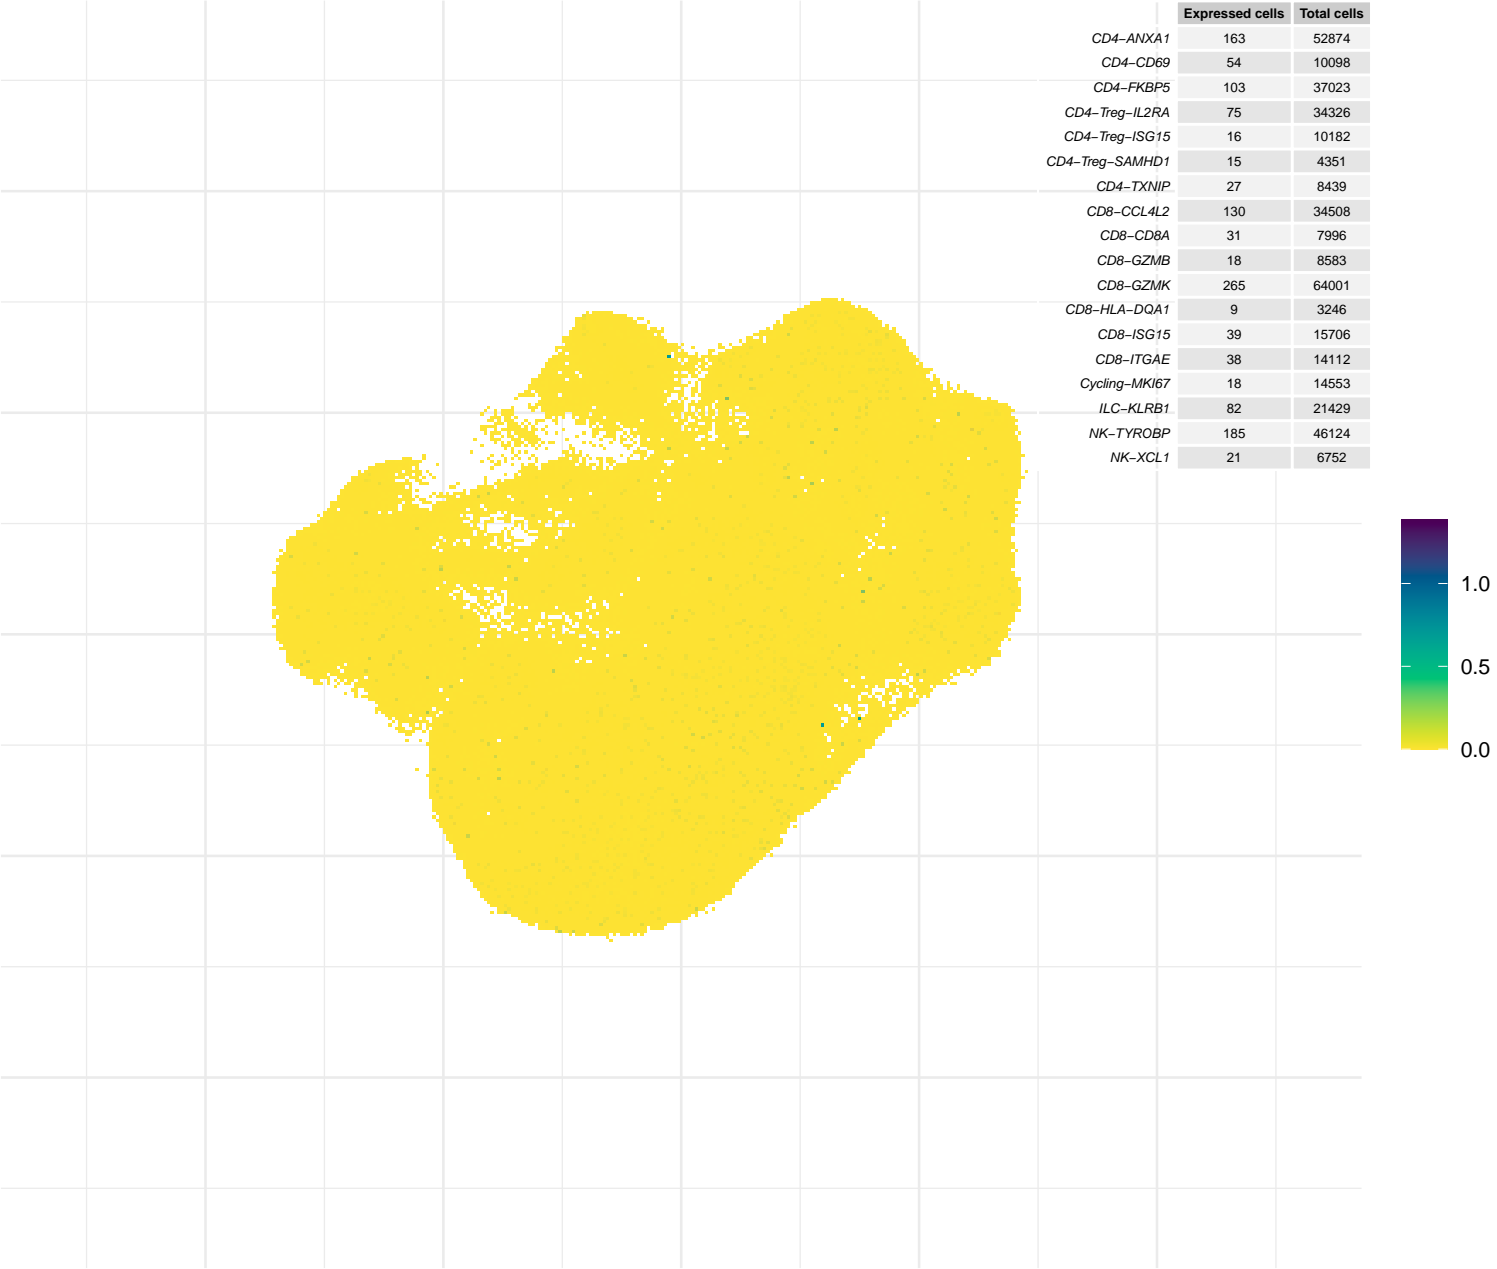 Expressed cells Total cells
CD4−ANXA1 163 52874
CD4−CD69 54 10098
CD4−FKBP5 103 37023
CD4−Treg−IL2RA 75 34326
CD4−Treg−ISG15 16 10182
CD4−Treg−SAMHD1 15 4351
CD4−TXNIP 27 8439
CD8−CCL4L2 130 34508
CD8−CD8A 31 7996
CD8−GZMB 18 8583
CD8−GZMK 265 64001
CD8−HLA−DQA1 9 3246
CD8−ISG15 39 15706
CD8−ITGAE 38 14112
Cycling−MKI67 18 14553
ILC−KLRB1 82 21429
NK−TYROBP 185 46124
NK−XCL1 21 6752
1.0
0.5
0.0